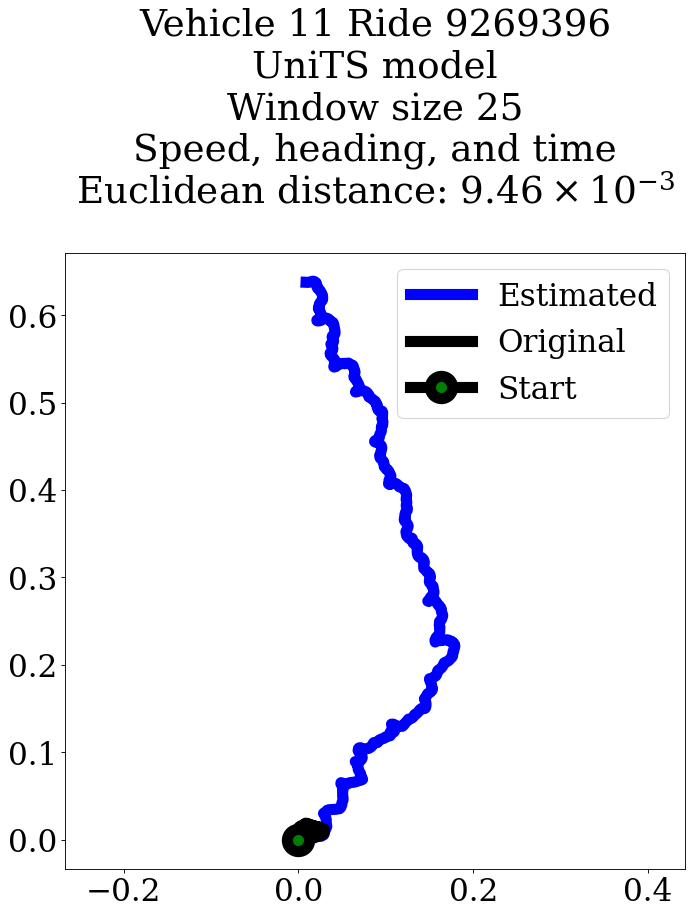 Vehicle 11 Ride 9269396
UniTS model
Window size 25
Speed, heading, and time
Euclidean distance: 9.46 × 10⁻³
Estimated
Original
Start
0.6
0.5
0.4
0.3
0.2
0.1
0.0
−0.2 0.0 0.2 0.4